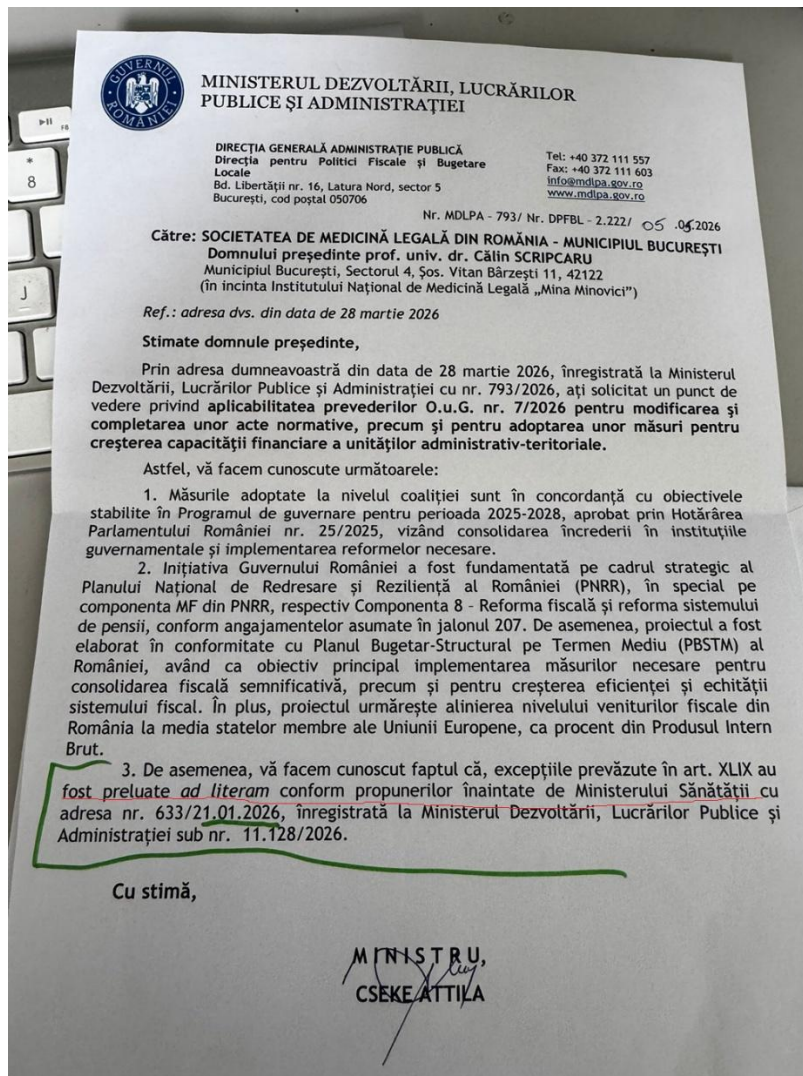 GUVERNUL ROMÂNIEI
MINISTERUL DEZVOLTĂRII, LUCRĂRILOR
PUBLICE ȘI ADMINISTRAȚIEI
DIRECȚIA GENERALĂ ADMINISTRAȚIE PUBLICĂ
Direcția pentru Politici Fiscale și Bugetare
Locale
Bd. Libertății nr. 16, Latura Nord, sector 5
București, cod poștal 050706
Tel: +40 372 111 557
Fax: +40 372 111 603
info@mdlpa.gov.ro
www.mdlpa.gov.ro
Nr. MDLPA - 793/ Nr. DPFBL - 2.222/ 05 .05.2026
Către: SOCIETATEA DE MEDICINĂ LEGALĂ DIN ROMÂNIA - MUNICIPIUL BUCUREȘTI
Domnului președinte prof. univ. dr. Călin SCRIPCARU
Municipiul București, Sectorul 4, Șos. Vitan Bârzești 11, 42122
(în incinta Institutului Național de Medicină Legală „Mina Minovici”)
Ref.: adresa dvs. din data de 28 martie 2026
Stimate domnule președinte,
Prin adresa dumneavoastră din data de 28 martie 2026, înregistrată la Ministerul
Dezvoltării, Lucrărilor Publice și Administrației cu nr. 793/2026, ați solicitat un punct de
vedere privind aplicabilitatea prevederilor O.u.G. nr. 7/2026 pentru modificarea și
completarea unor acte normative, precum și pentru adoptarea unor măsuri pentru
creșterea capacității financiare a unităților administrativ-teritoriale.
Astfel, vă facem cunoscute următoarele:
1. Măsurile adoptate la nivelul coaliției sunt în concordanță cu obiectivele
stabilite în Programul de guvernare pentru perioada 2025-2028, aprobat prin Hotărârea
Parlamentului României nr. 25/2025, vizând consolidarea încrederii în instituțiile
guvernamentale și implementarea reformelor necesare.
2. Inițiativa Guvernului României a fost fundamentată pe cadrul strategic al
Planului Național de Redresare și Reziliență al României (PNRR), în special pe
componenta MF din PNRR, respectiv Componenta 8 - Reforma fiscală și reforma sistemului
de pensii, conform angajamentelor asumate în jalonul 207. De asemenea, proiectul a fost
elaborat în conformitate cu Planul Bugetar-Structural pe Termen Mediu (PBSTM) al
României, având ca obiectiv principal implementarea măsurilor necesare pentru
consolidarea fiscală semnificativă, precum și pentru creșterea eficienței și echității
sistemului fiscal. În plus, proiectul urmărește alinierea nivelului veniturilor fiscale din
România la media statelor membre ale Uniunii Europene, ca procent din Produsul Intern
Brut.
3. De asemenea, vă facem cunoscut faptul că, excepțiile prevăzute în art. XLIX au
fost preluate ad literam conform propunerilor înaintate de Ministerului Sănătății cu
adresa nr. 633/21.01.2026, înregistrată la Ministerul Dezvoltării, Lucrărilor Publice și
Administrației sub nr. 11.128/2026.
Cu stimă,
MINISTRU,
CSEKE ATTILA
8
J
F8